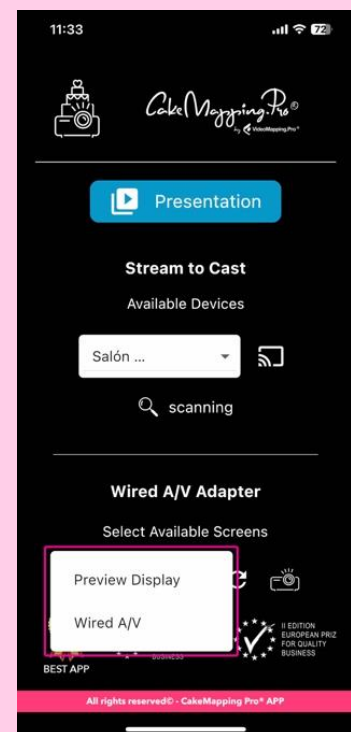 11:33
72
CakeMapping.Pro®
by VideoMapping.Pro®
Presentation
Stream to Cast
Available Devices
Salón ...
scanning
Wired A/V Adapter
Select Available Screens
Preview Display
Wired A/V
II EDITION
EUROPEAN PRIZ
FOR QUALITY
BUSINESS
BUSINESS
BEST APP
All rights reserved© - CakeMapping Pro® APP